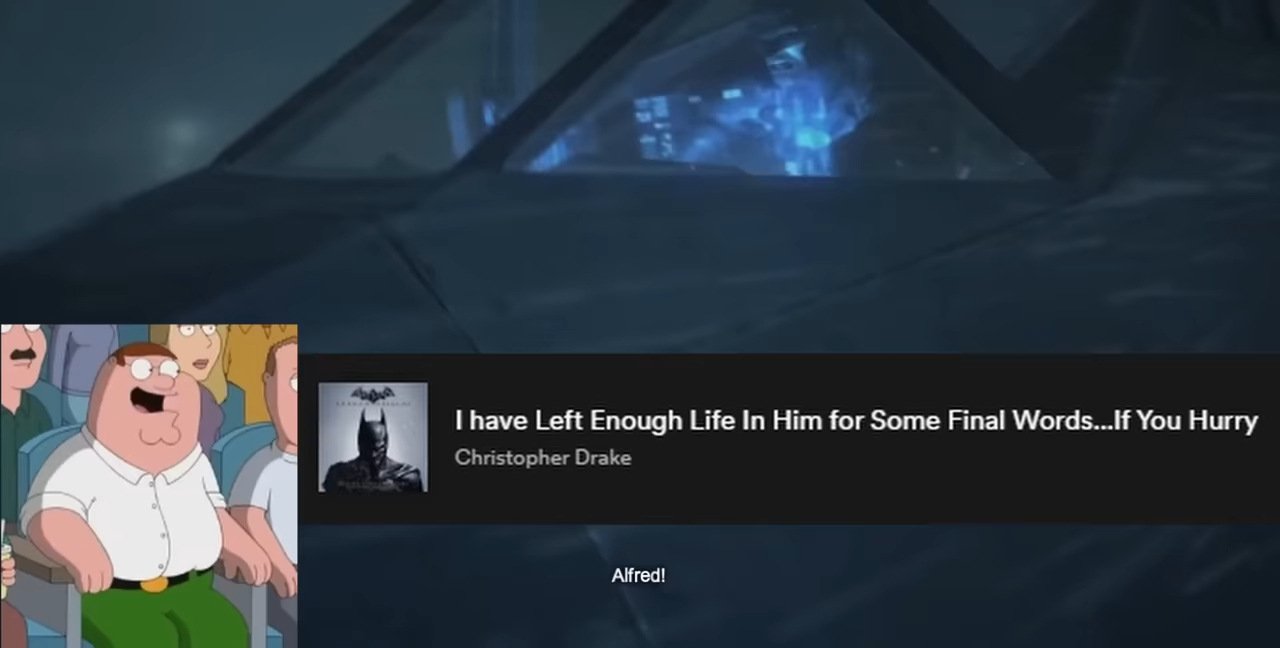 I have Left Enough Life In Him for Some Final Words...If You Hurry
Christopher Drake
Alfred!